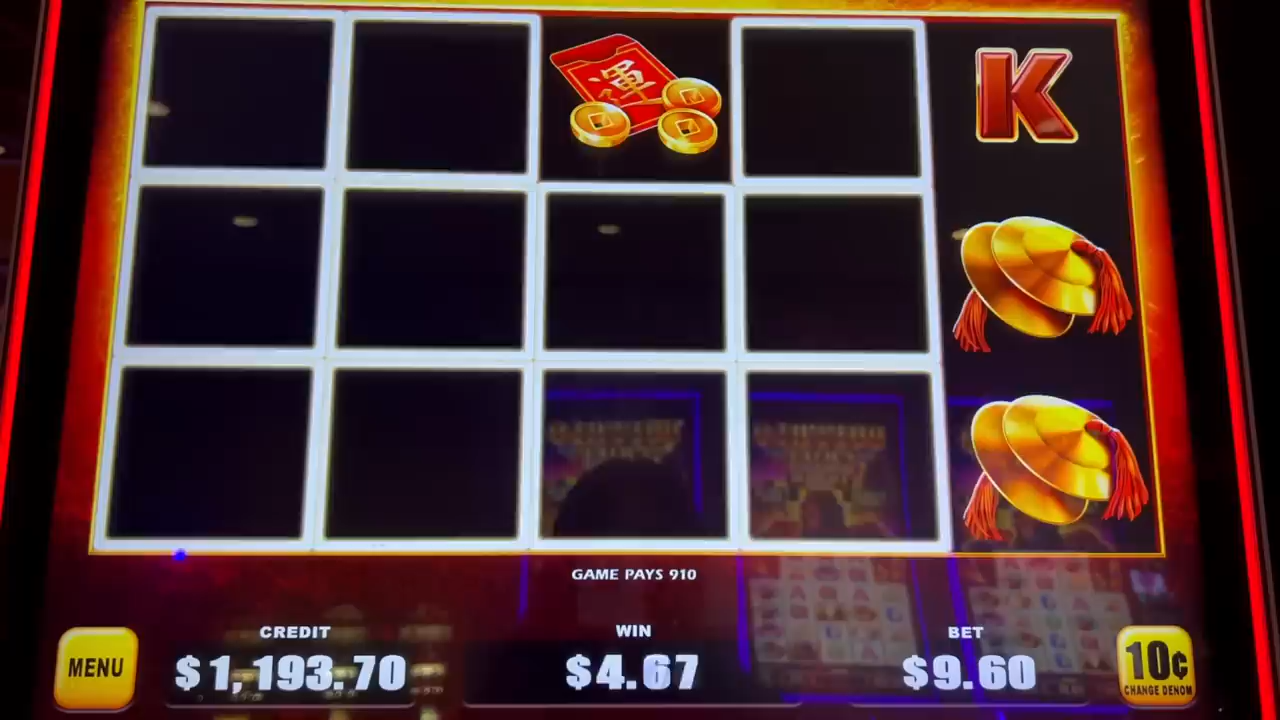 運
K
GAME PAYS 910
CREDIT
WIN
BET
MENU
$1,193.70
$4.67
$9.60
10¢
CHANGE DENOM